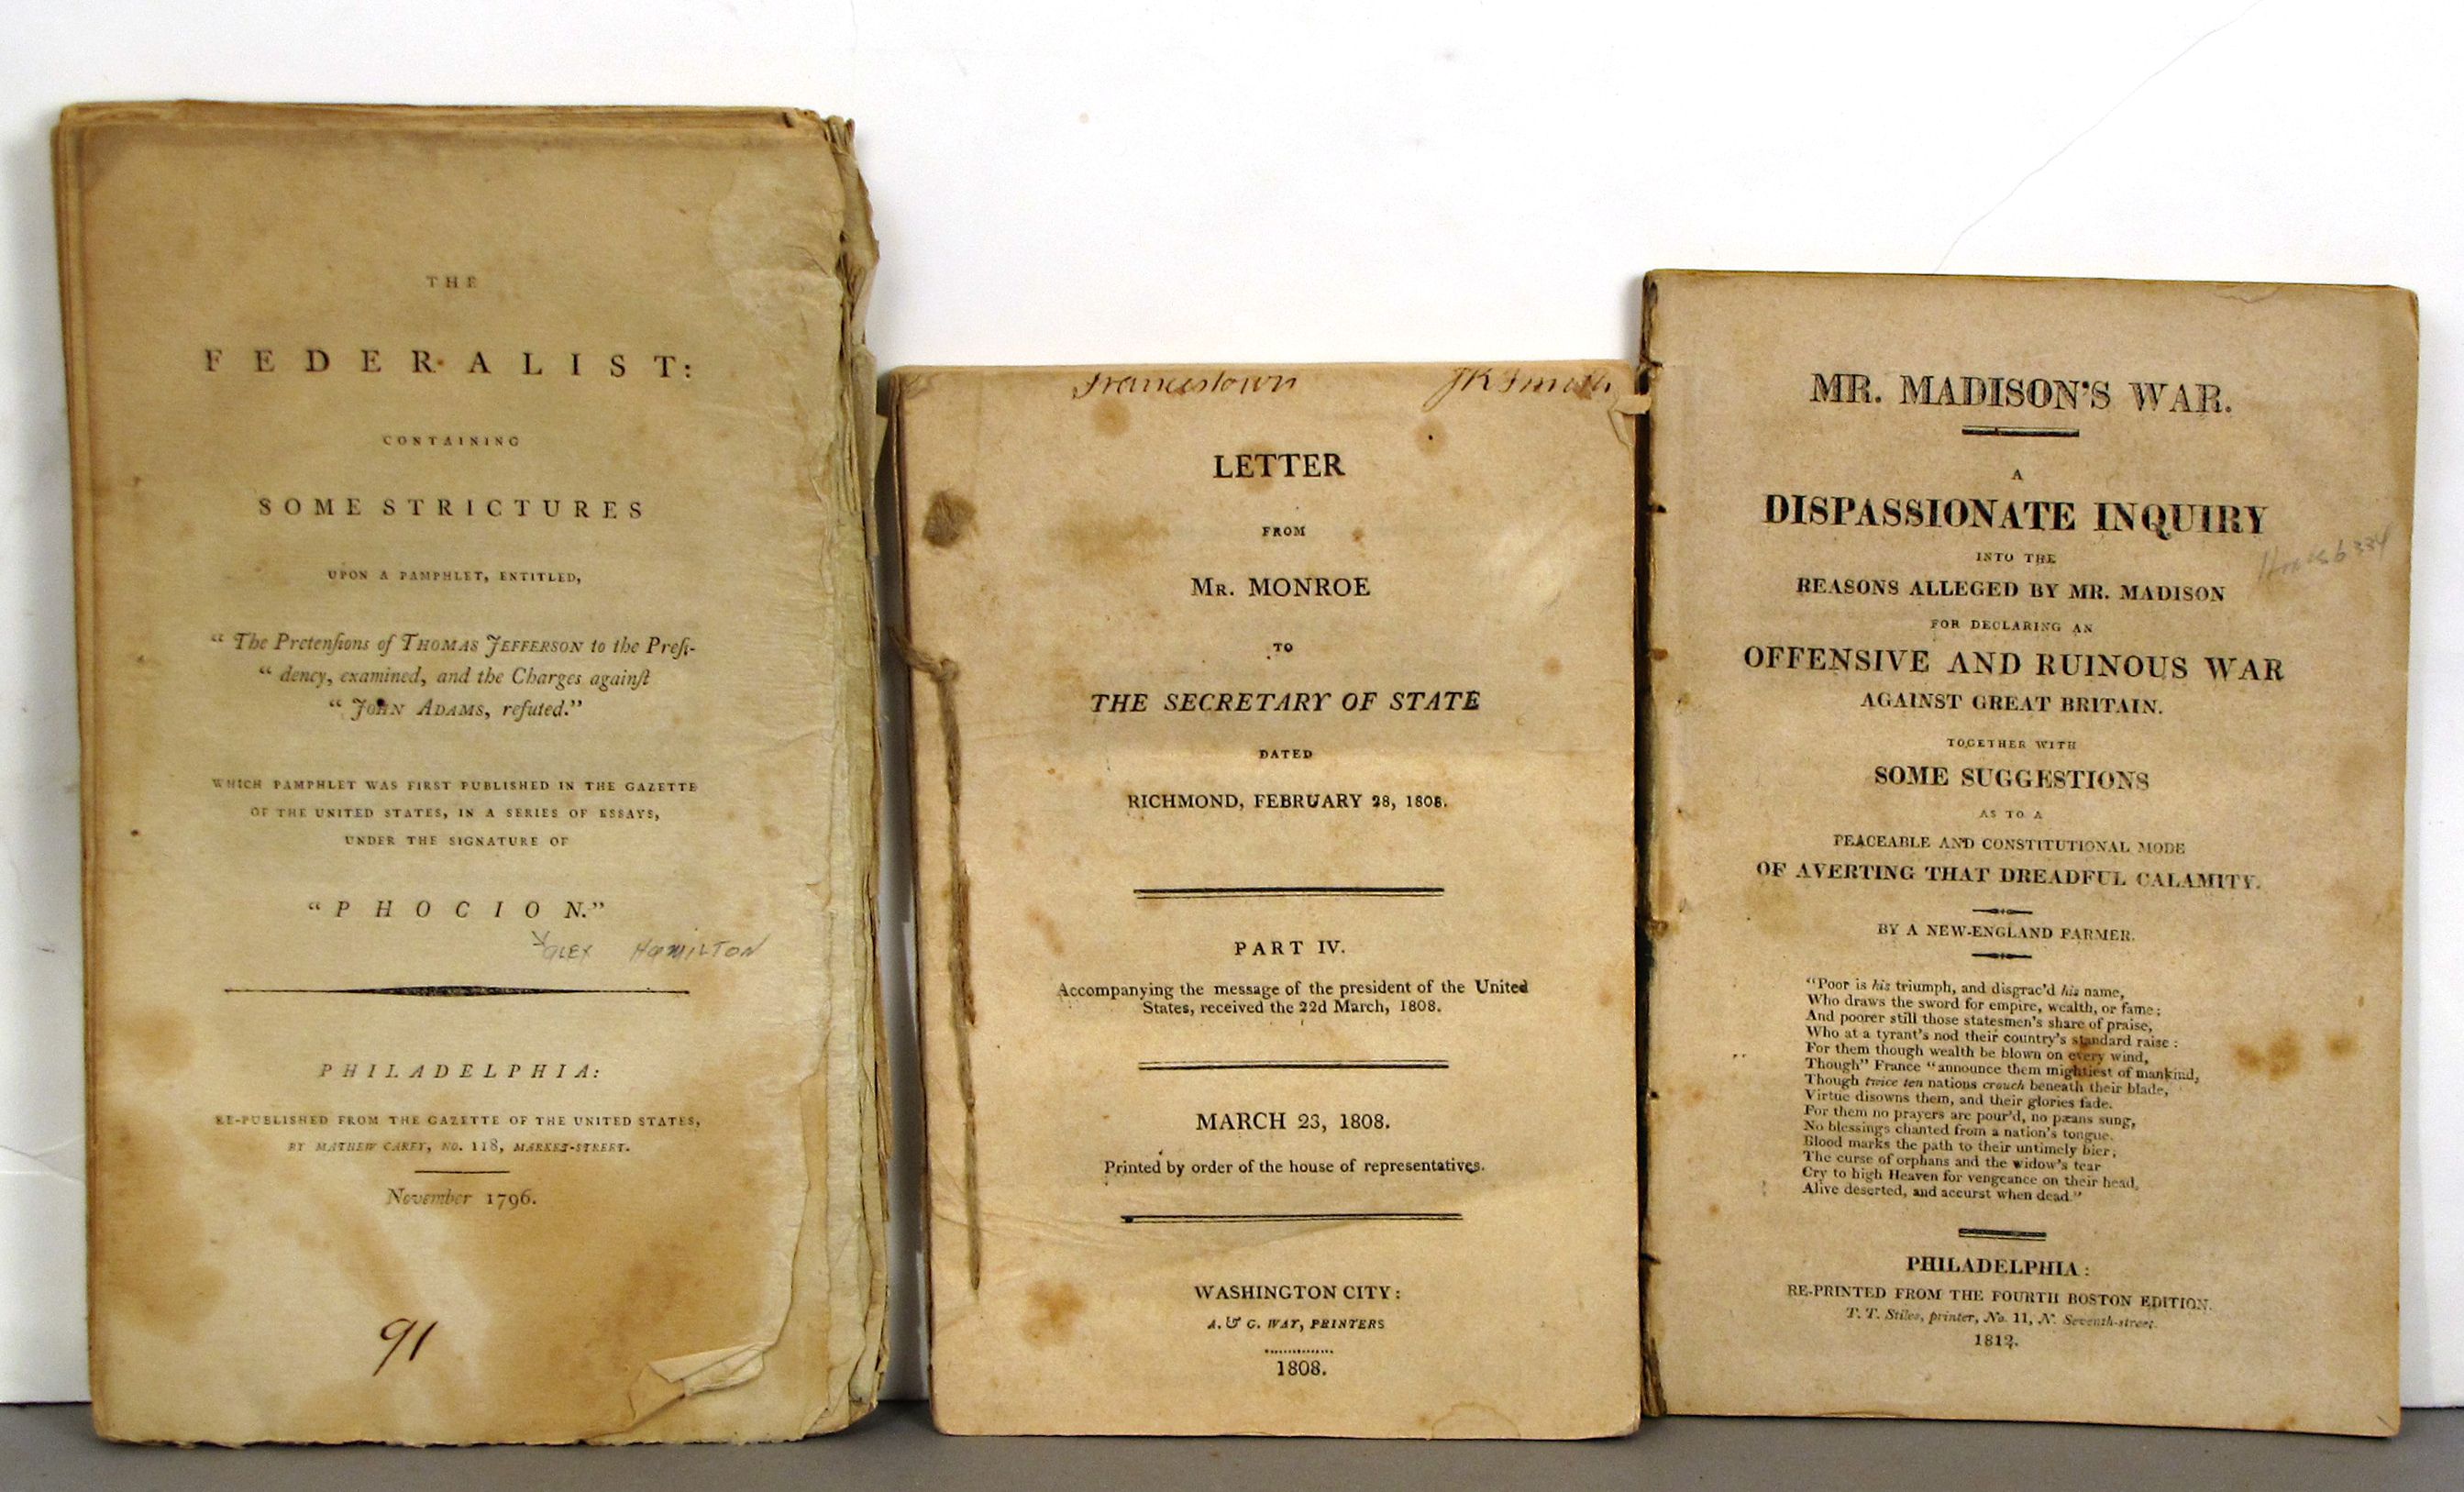 THE
FEDERALIST:
CONTAINING
SOME STRICTURES
UPON A PAMPHLET, ENTITLED,
“ The Pretenſions of THOMAS JEFFERSON to the Preſi-
“ dency, examined, and the Charges againſt
“ JOHN ADAMS, refuted.”
WHICH PAMPHLET WAS FIRST PUBLISHED IN THE GAZETTE
OF THE UNITED STATES, IN A SERIES OF ESSAYS,
UNDER THE SIGNATURE OF
“PHOCION.”
ALEX HAMILTON
PHILADELPHIA:
RE-PUBLISHED FROM THE GAZETTE OF THE UNITED STATES,
BY MATHEW CAREY, NO. 118, MARKET-STREET.
November 1796.
91
Francestown JK Smith
LETTER
FROM
MR. MONROE
TO
THE SECRETARY OF STATE
DATED
RICHMOND, FEBRUARY 28, 1808.
PART IV.
Accompanying the message of the president of the United
States, received the 22d March, 1808.
MARCH 23, 1808.
Printed by order of the house of representatives.
WASHINGTON CITY:
A. & G. WAY, PRINTERS
1808.
MR. MADISON'S WAR.
A
DISPASSIONATE INQUIRY
INTO THE
REASONS ALLEGED BY MR. MADISON
FOR DECLARING AN
OFFENSIVE AND RUINOUS WAR
AGAINST GREAT BRITAIN.
TOGETHER WITH
SOME SUGGESTIONS
AS TO A
PEACEABLE AND CONSTITUTIONAL MODE
OF AVERTING THAT DREADFUL CALAMITY.
BY A NEW-ENGLAND FARMER.
“Poor is his triumph, and disgrac'd his name,
Who draws the sword for empire, wealth, or fame;
And poorer still those statesmen's share of praise,
Who at a tyrant's nod their country's standard raise:
For them though wealth be blown on every wind,
Though” France “announce them mightiest of mankind,
Though twice ten nations crouch beneath their blade,
Virtue disowns them, and their glories fade.
For them no prayers are pour'd, no pæans sung,
No blessings chanted from a nation's tongue.
Blood marks the path to their untimely bier;
The curse of orphans and the widow's tear
Cry to high Heaven for vengeance on their head,
Alive deserted, and accurst when dead.”
PHILADELPHIA:
RE-PRINTED FROM THE FOURTH BOSTON EDITION.
T. T. Stiles, printer, No. 11, N. Seventh-street.
1812.